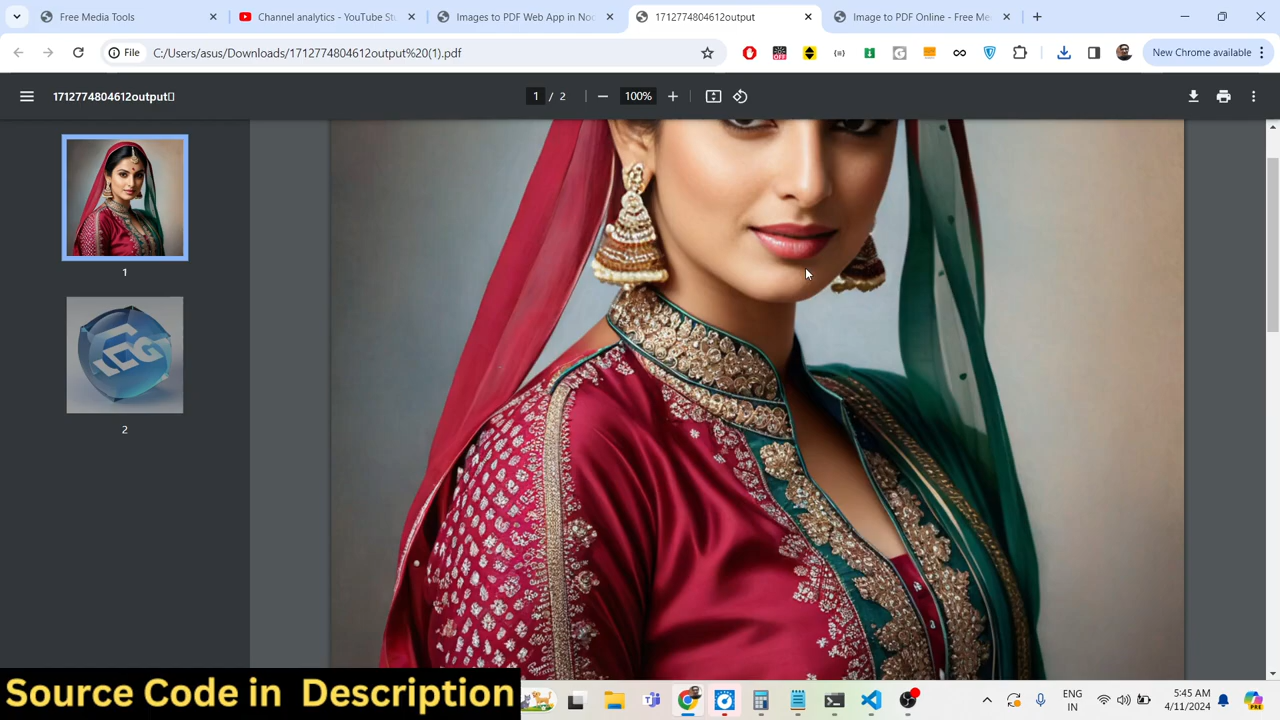 Free Media Tools
Channel analytics - YouTube St
Images to PDF Web App in No
1712774804612output
Image to PDF Online - Free Me
File
C:/Users/asus/Downloads/1712774804612output%20(1).pdf
OFF
New Chrome available
1712774804612output
1 / 2
100%
1
2
Source Code in Description
ENG
IN
5:45 AM
4/11/2024
PRE